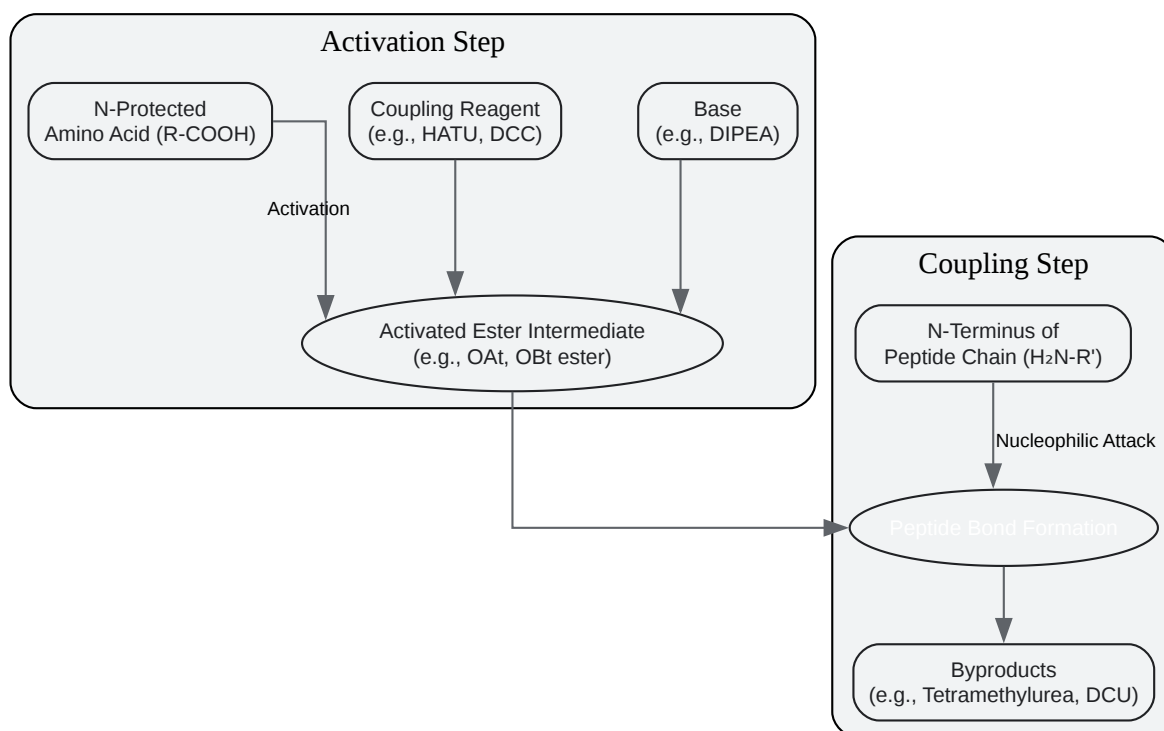 Activation Step
N-Protected
Amino Acid (R-COOH)
Coupling Reagent
(e.g., HATU, DCC)
Base
(e.g., DIPEA)
Activation
Activated Ester Intermediate
(e.g., OAt, OBt ester)
Coupling Step
N-Terminus of
Peptide Chain (H₂N-R')
Nucleophilic Attack
Peptide Bond Formation
Byproducts
(e.g., Tetramethylurea, DCU)